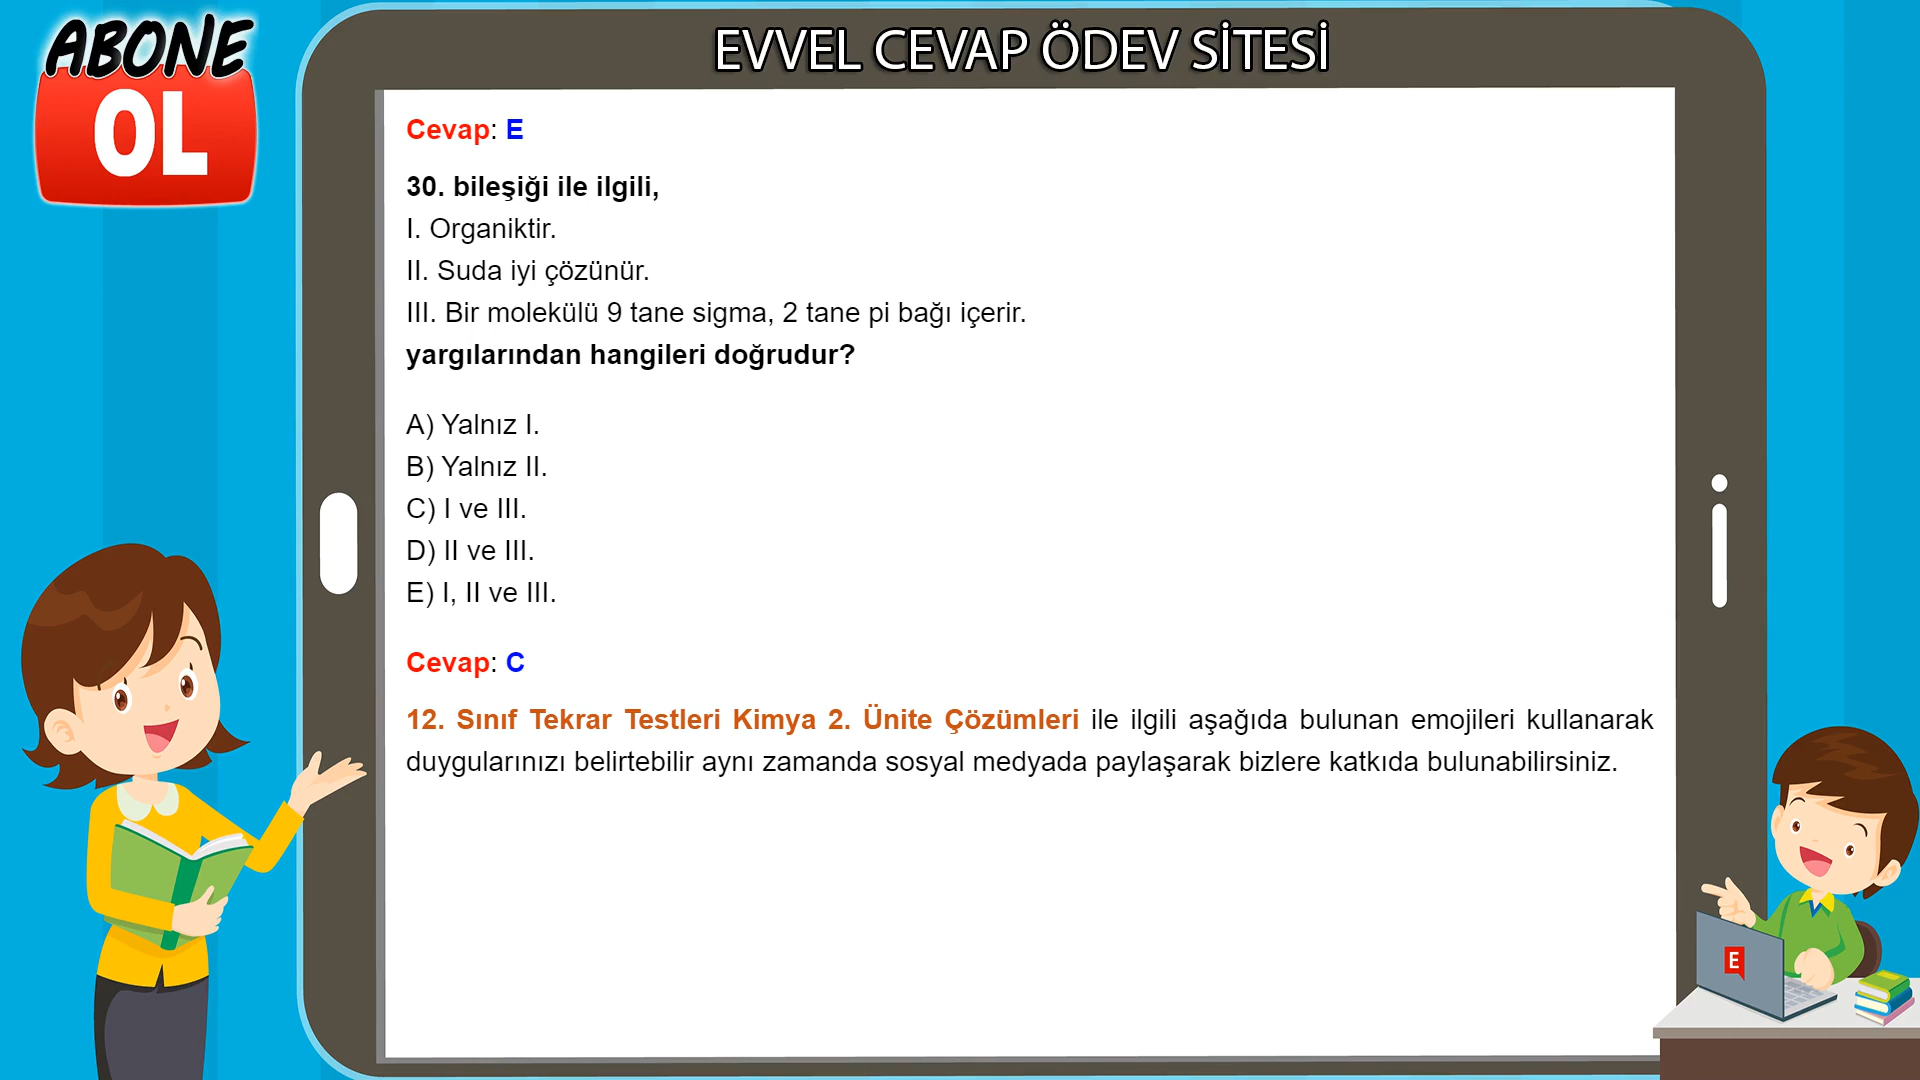 ABONE
OL
EVVEL CEVAP ÖDEV SİTESİ
Cevap: E
30. bileşiği ile ilgili,
I. Organiktir.
II. Suda iyi çözünür.
III. Bir molekülü 9 tane sigma, 2 tane pi bağı içerir.
yargılarından hangileri doğrudur?
A) Yalnız I.
B) Yalnız II.
C) I ve III.
D) II ve III.
E) I, II ve III.
Cevap: C
12. Sınıf Tekrar Testleri Kimya 2. Ünite Çözümleri ile ilgili aşağıda bulunan emojileri kullanarak
duygularınızı belirtebilir aynı zamanda sosyal medyada paylaşarak bizlere katkıda bulunabilirsiniz.
E